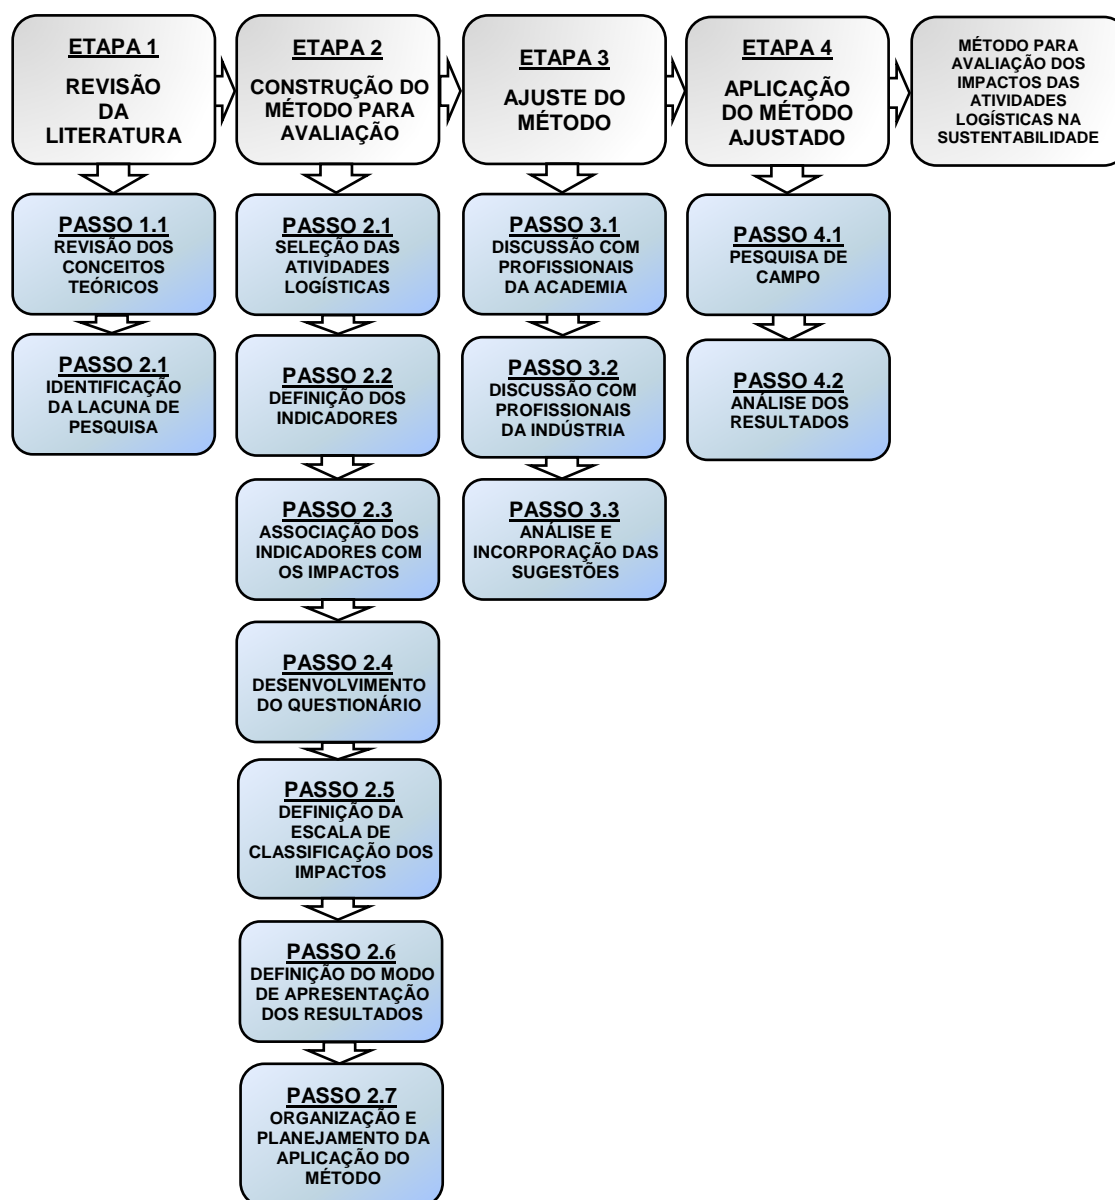 ETAPA 1
REVISÃO
DA
LITERATURA
ETAPA 2
CONSTRUÇÃO DO
MÉTODO PARA
AVALIAÇÃO
ETAPA 3
AJUSTE DO
MÉTODO
ETAPA 4
APLICAÇÃO
DO MÉTODO
AJUSTADO
MÉTODO PARA
AVALIAÇÃO DOS
IMPACTOS DAS
ATIVIDADES
LOGÍSTICAS NA
SUSTENTABILIDADE
PASSO 1.1
REVISÃO DOS
CONCEITOS
TEÓRICOS
PASSO 2.1
IDENTIFICAÇÃO
DA LACUNA DE
PESQUISA
PASSO 2.1
SELEÇÃO DAS
ATIVIDADES
LOGÍSTICAS
PASSO 2.2
DEFINIÇÃO DOS
INDICADORES
PASSO 2.3
ASSOCIAÇÃO DOS
INDICADORES COM
OS IMPACTOS
PASSO 2.4
DESENVOLVIMENTO
DO QUESTIONÁRIO
PASSO 2.5
DEFINIÇÃO DA
ESCALA DE
CLASSIFICAÇÃO DOS
IMPACTOS
PASSO 2.6
DEFINIÇÃO DO MODO
DE APRESENTAÇÃO
DOS RESULTADOS
PASSO 2.7
ORGANIZAÇÃO E
PLANEJAMENTO DA
APLICAÇÃO DO
MÉTODO
PASSO 3.1
DISCUSSÃO COM
PROFISSIONAIS
DA ACADEMIA
PASSO 3.2
DISCUSSÃO COM
PROFISSIONAIS
DA INDÚSTRIA
PASSO 3.3
ANÁLISE E
INCORPORAÇÃO DAS
SUGESTÕES
PASSO 4.1
PESQUISA DE
CAMPO
PASSO 4.2
ANÁLISE DOS
RESULTADOS